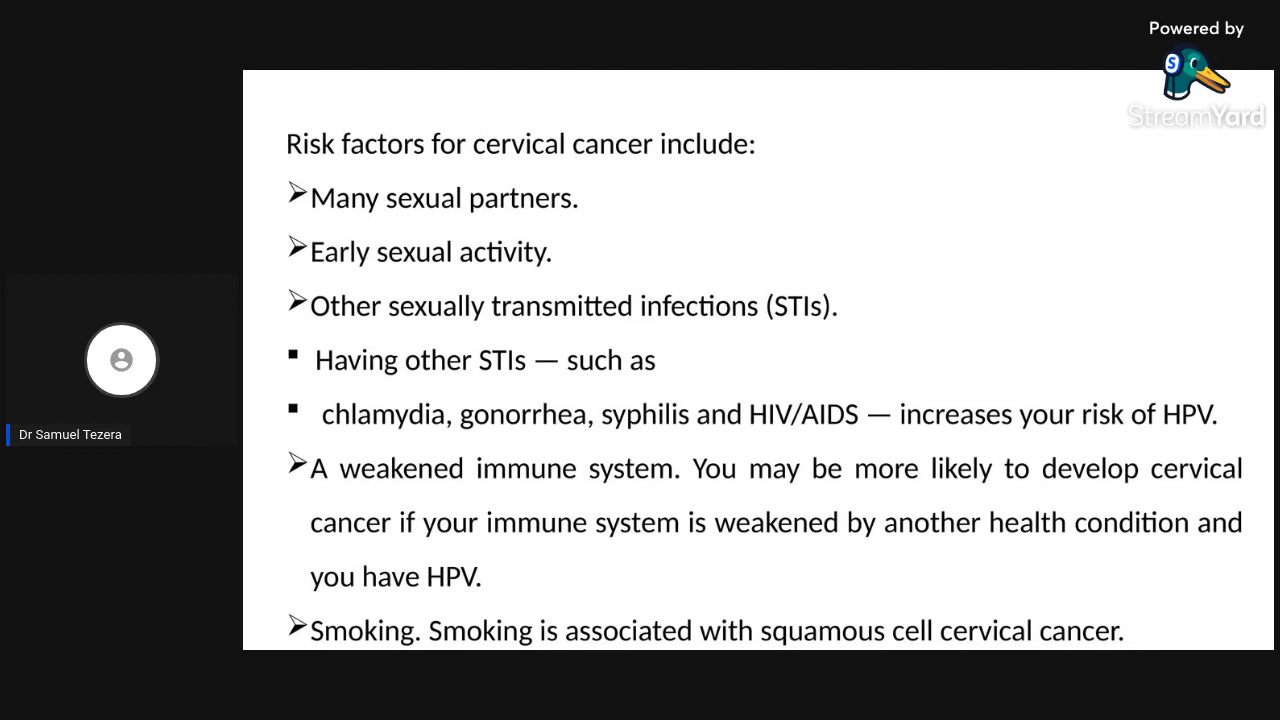 Powered by
StreamYard
Risk factors for cervical cancer include:
➢Many sexual partners.
➢Early sexual activity.
➢Other sexually transmitted infections (STIs).
▪ Having other STIs — such as
▪ chlamydia, gonorrhea, syphilis and HIV/AIDS — increases your risk of HPV.
➢A weakened immune system. You may be more likely to develop cervical
cancer if your immune system is weakened by another health condition and
you have HPV.
➢Smoking. Smoking is associated with squamous cell cervical cancer.
Dr Samuel Tezera